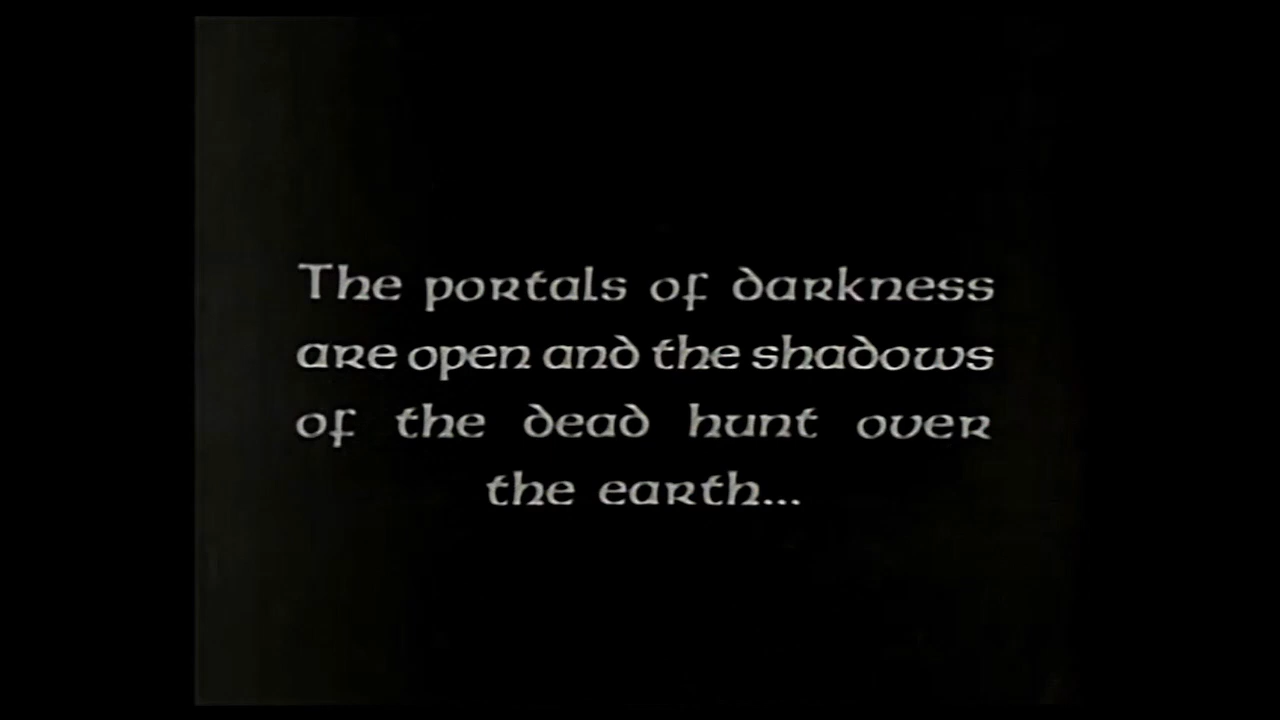 The portals of darkness
are open and the shadows
of the dead hunt over
the earth...